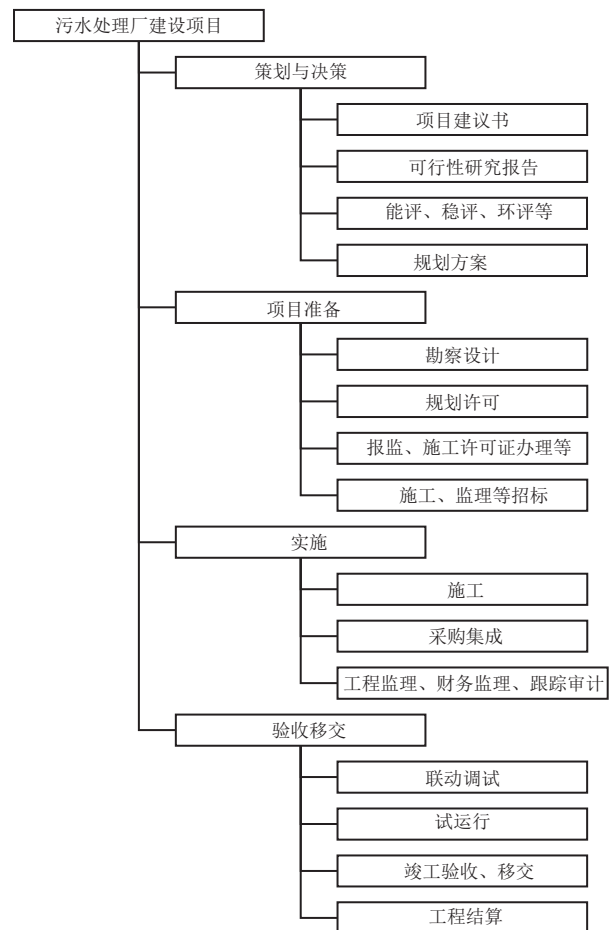 污水处理厂建设项目
策划与决策
项目建议书
可行性研究报告
能评、稳评、环评等
规划方案
项目准备
勘察设计
规划许可
报监、施工许可证办理等
施工、监理等招标
实施
施工
采购集成
工程监理、财务监理、跟踪审计
验收移交
联动调试
试运行
竣工验收、移交
工程结算